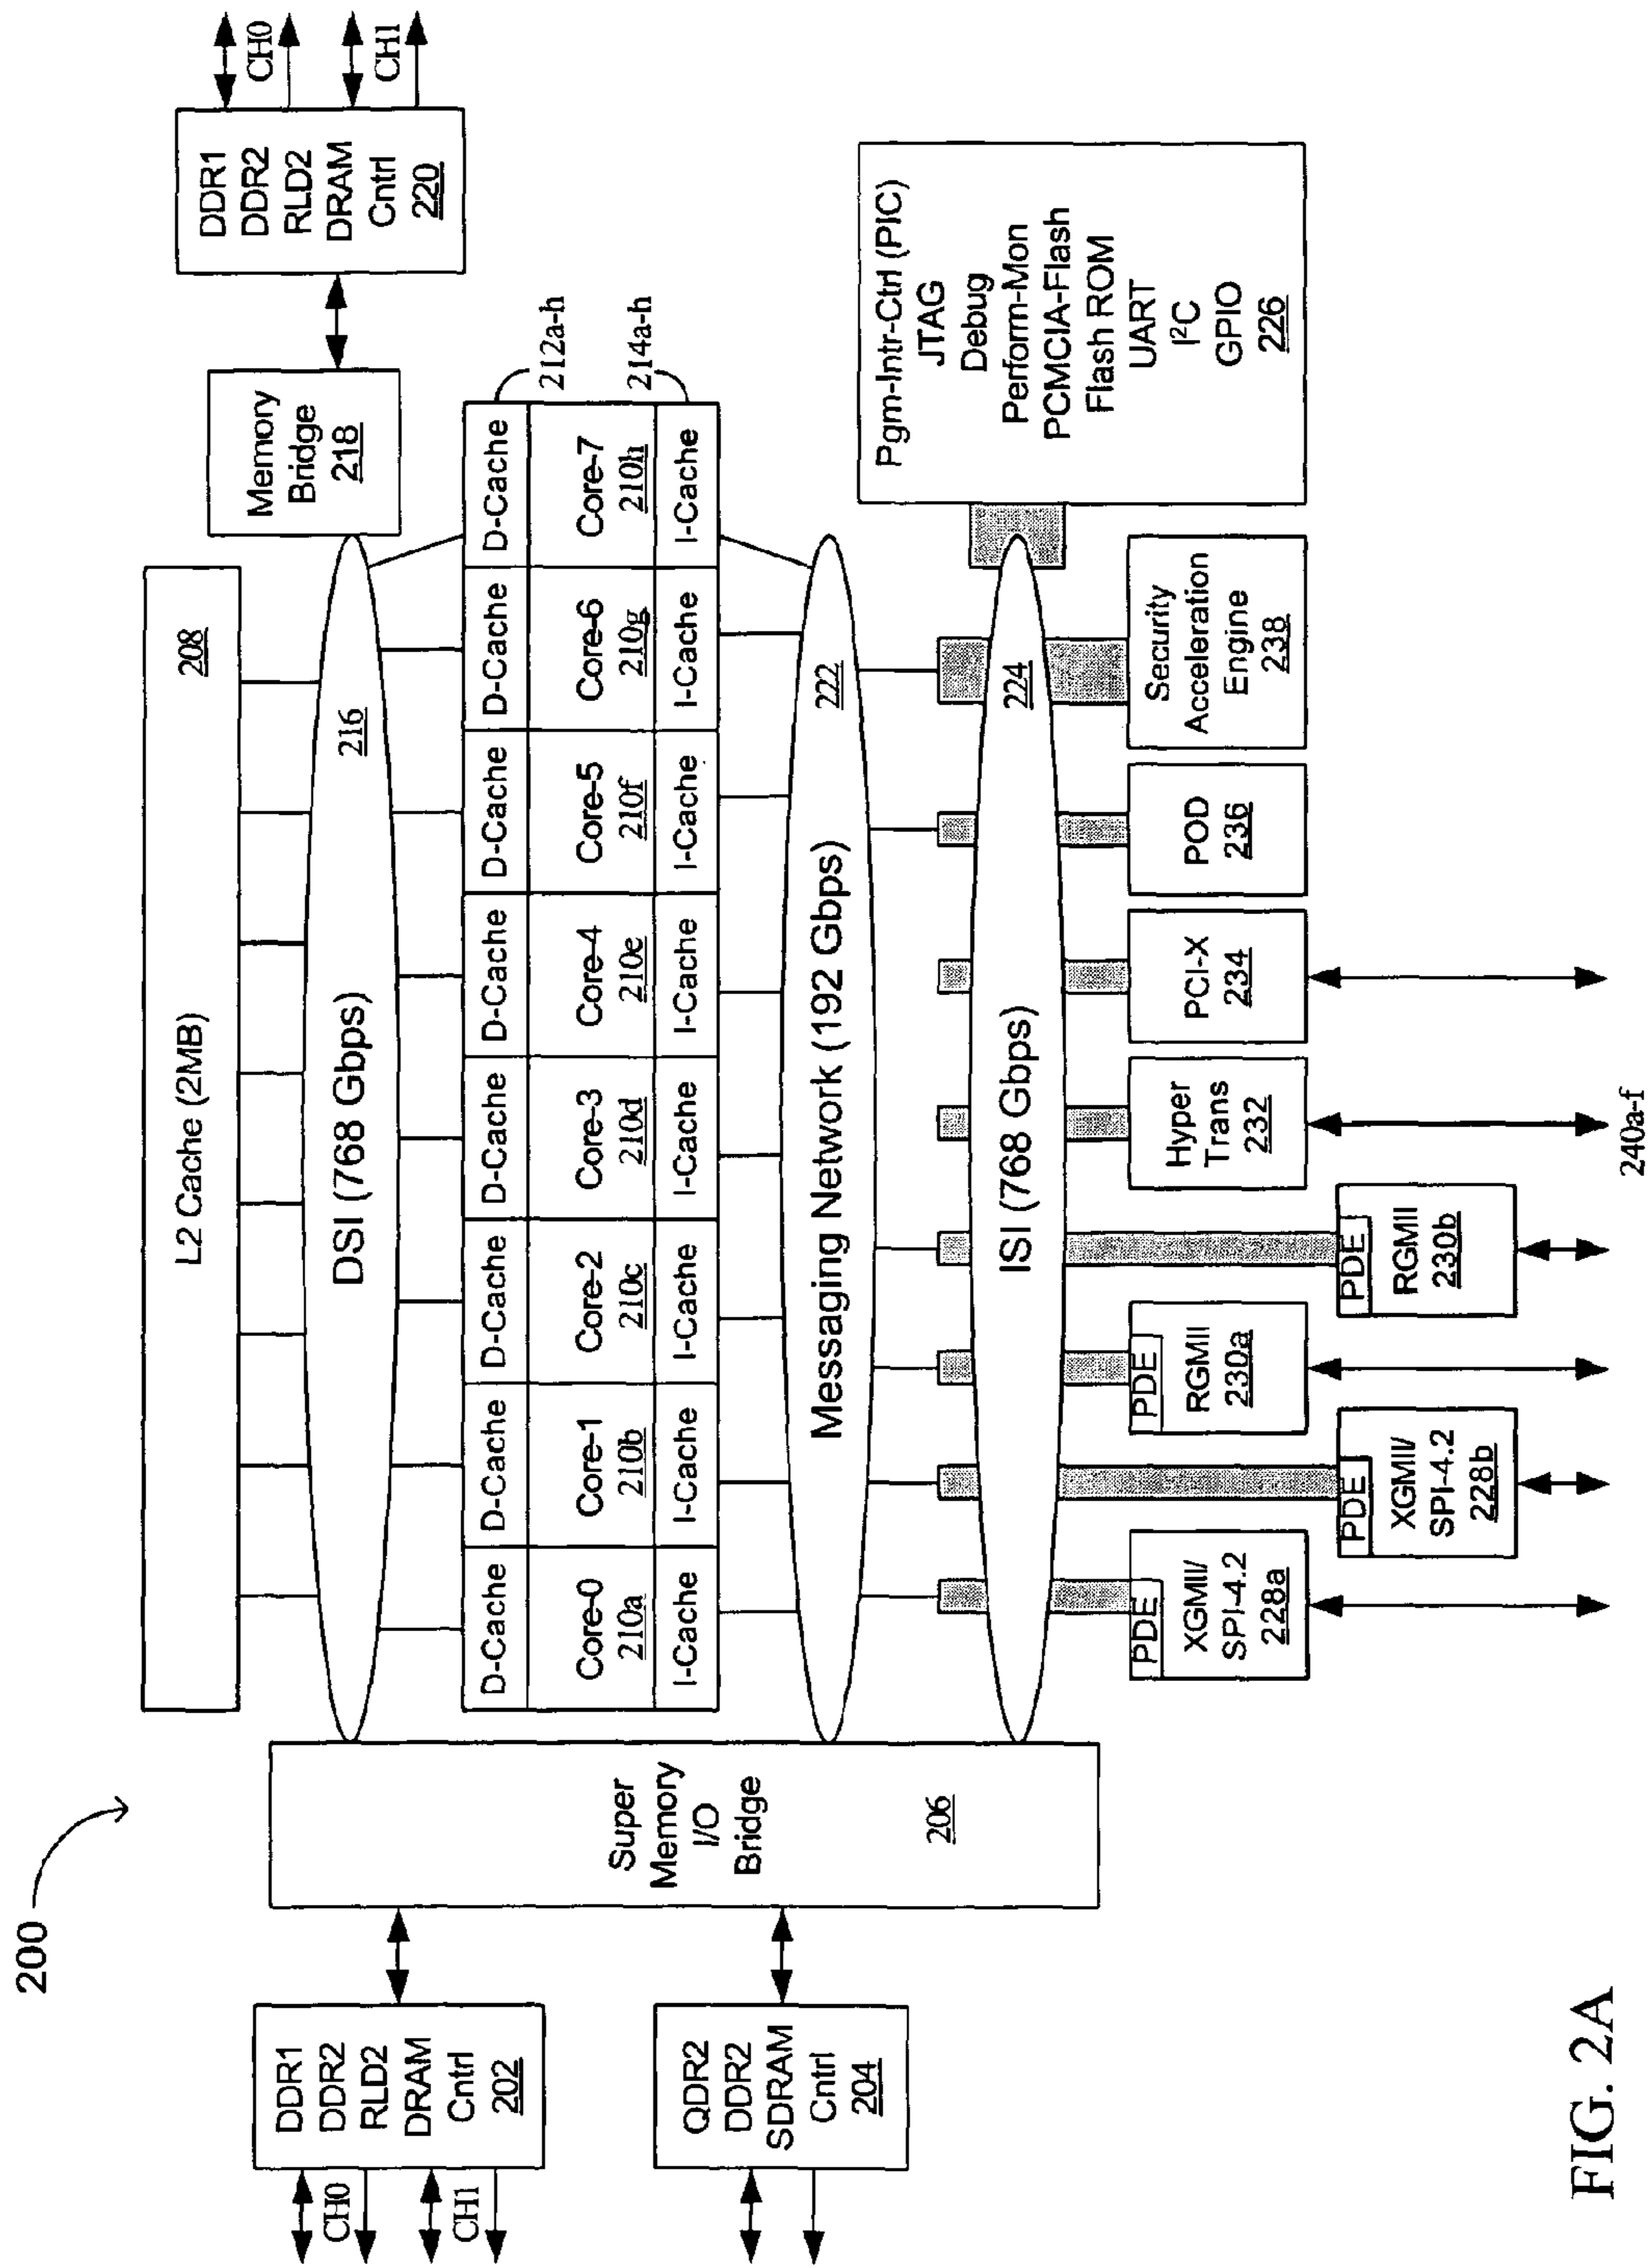 200
L2 Cache (2MB)
208
DSI (768 Gbps)
216
Memory
Bridge
218
DDR1
DDR2
RLD2
DRAM
Cntrl
220
CH0
CH1
DDR1
DDR2
RLD2
DRAM
Cntrl
202
CH0
CH1
QDR2
DDR2
SDRAM
Cntrl
204
Super
Memory
I/O
Bridge
206
D-Cache D-Cache D-Cache D-Cache D-Cache D-Cache D-Cache D-Cache
212a-h
Core-0 Core-1 Core-2 Core-3 Core-4 Core-5 Core-6 Core-7
210a 210b 210c 210d 210e 210f 210g 210h
I-Cache I-Cache I-Cache I-Cache I-Cache I-Cache I-Cache I-Cache
214a-h
Messaging Network (192 Gbps)
222
ISI (768 Gbps)
224
Pgm-Intr-Ctrl (PIC)
JTAG
Debug
Perform-Mon
PCMCIA-Flash
Flash ROM
UART
I²C
GPIO
226
PDE
XGMII/
SPI-4.2
228a
PDE
XGMII/
SPI-4.2
228b
PDE
RGMII
230a
PDE
RGMII
230b
Hyper
Trans
232
PCI-X
234
POD
236
Security
Acceleration
Engine
238
240a-f
FIG. 2A